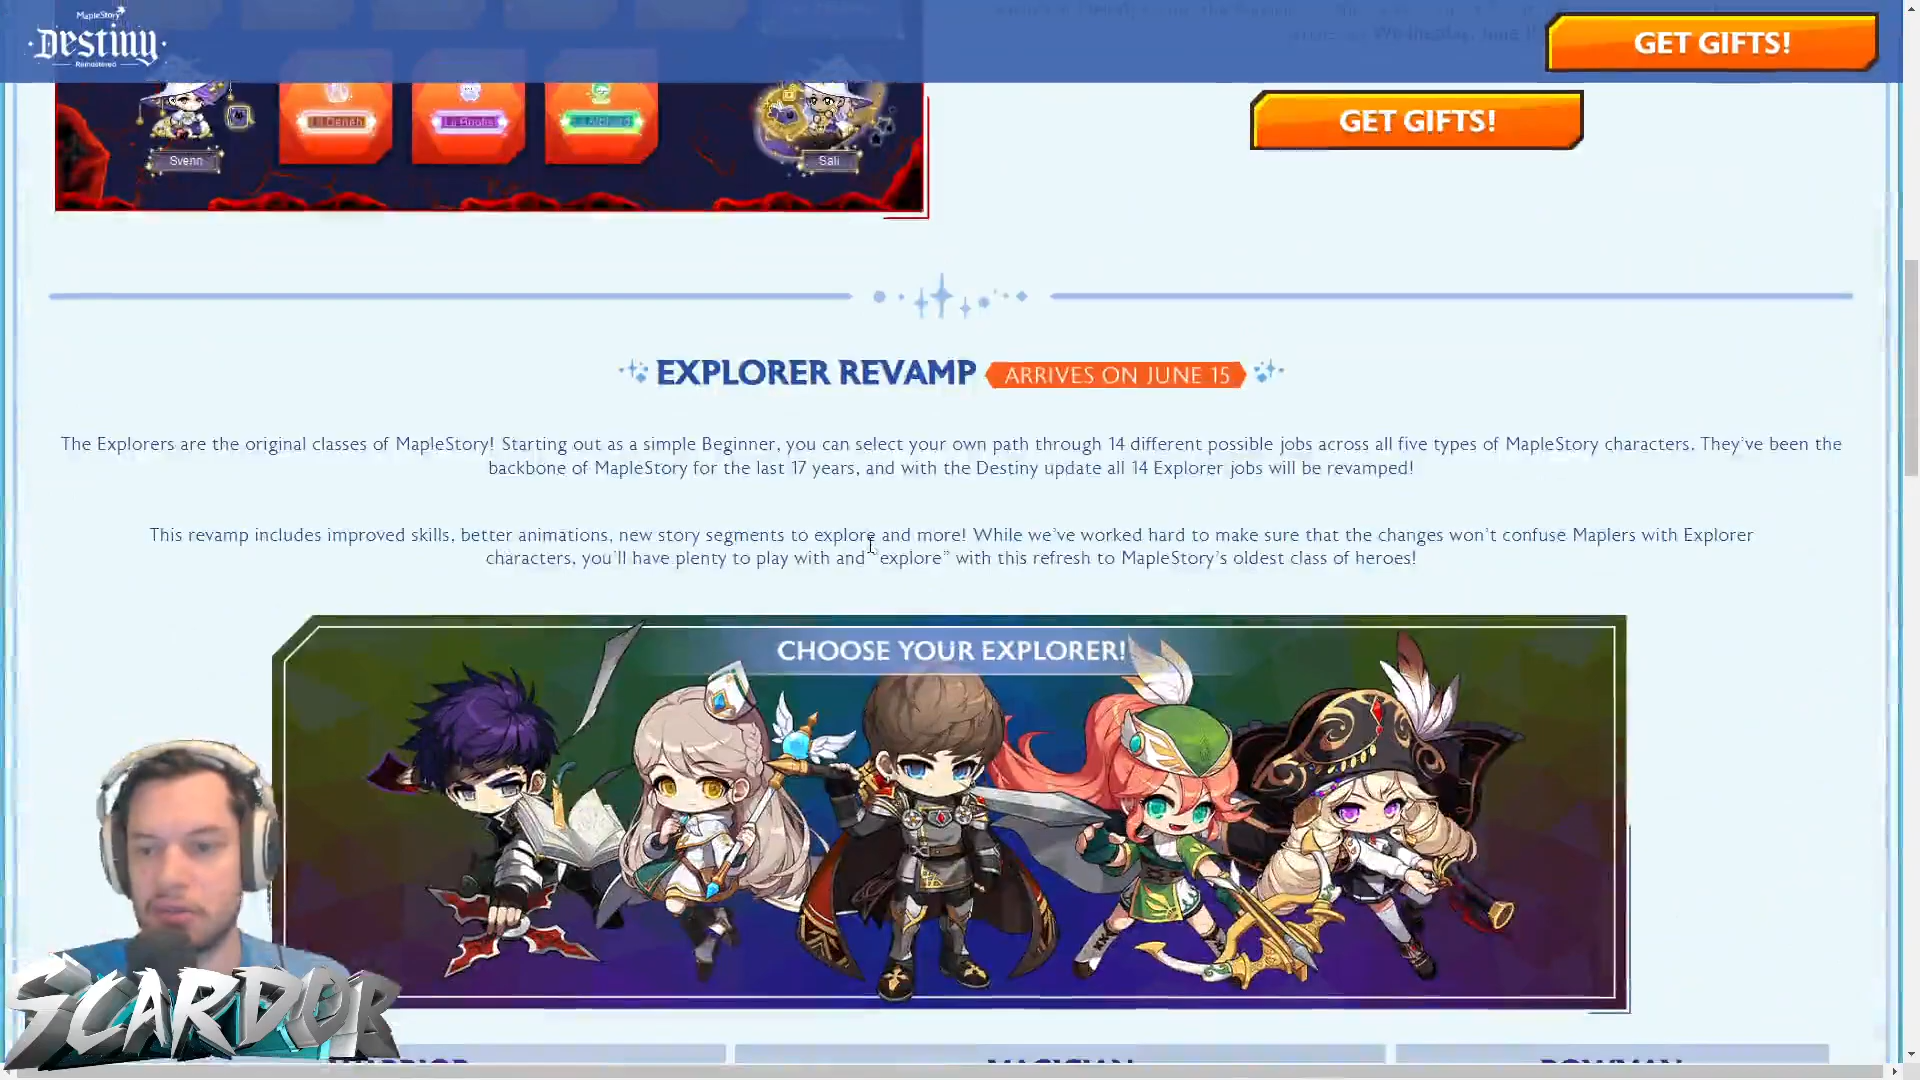 MapleStory
Destiny
Remastered
GET GIFTS!
GET GIFTS!
Svenn
Sali
EXPLORER REVAMP ARRIVES ON JUNE 15
The Explorers are the original classes of MapleStory! Starting out as a simple Beginner, you can select your own path through 14 different possible jobs across all five types of MapleStory characters. They've been the
backbone of MapleStory for the last 17 years, and with the Destiny update all 14 Explorer jobs will be revamped!
This revamp includes improved skills, better animations, new story segments to explore and more! While we've worked hard to make sure that the changes won't confuse Maplers with Explorer
characters, you'll have plenty to play with and "explore" with this refresh to MapleStory's oldest class of heroes!
CHOOSE YOUR EXPLORER!
SCARDOR
WARRIOR
MAGICIAN
BOWMAN